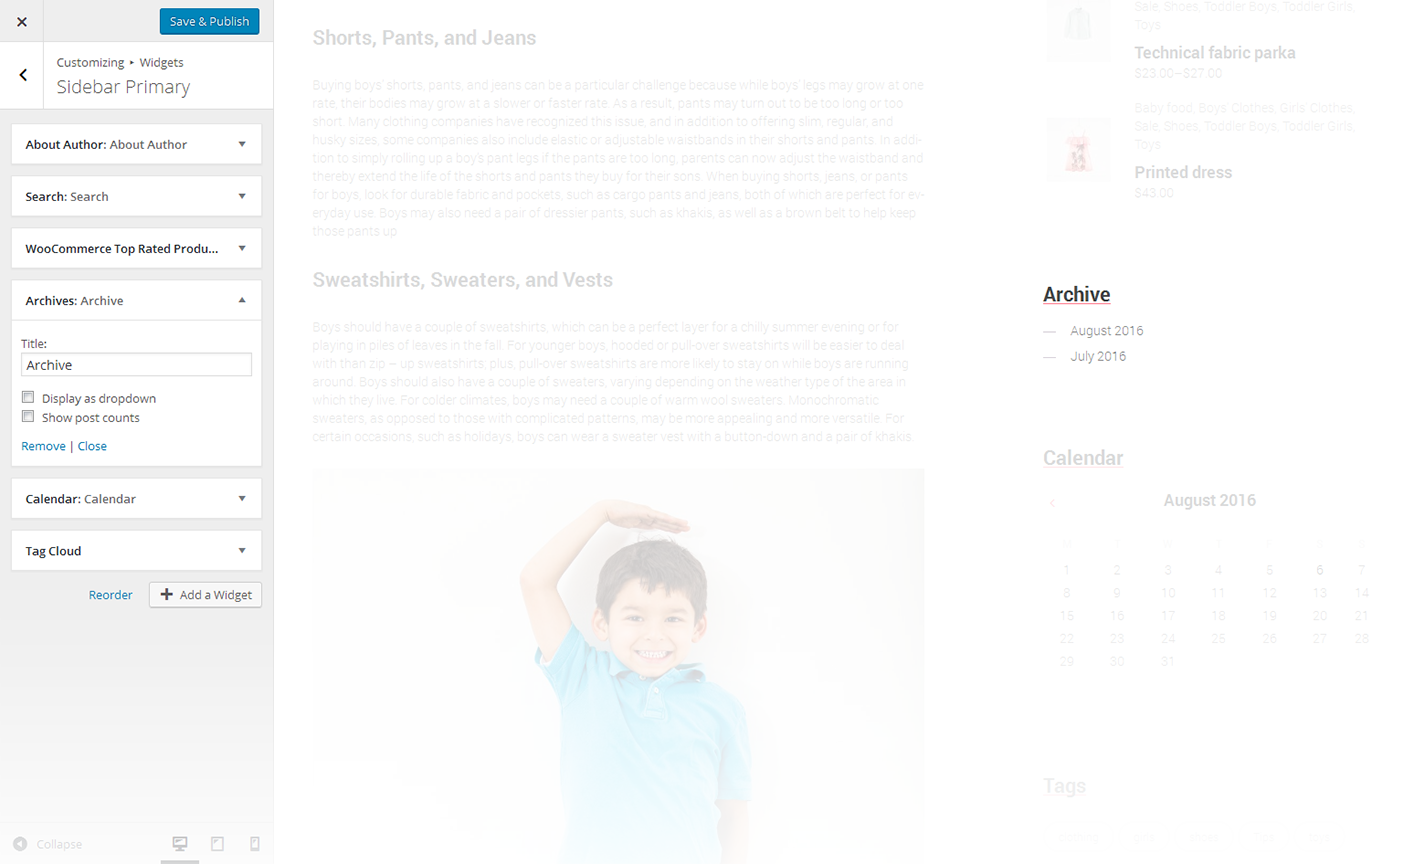 Save & Publish
Customizing ▸ Widgets
Sidebar Primary
About Author: About Author
Search: Search
WooCommerce Top Rated Produ...
Archives: Archive
Title:
Archive
Display as dropdown
Show post counts
Remove | Close
Calendar: Calendar
Tag Cloud
Reorder
Add a Widget
Collapse
Shorts, Pants, and Jeans
Buying boys' shorts, pants, and jeans can be a particular challenge because while boys' legs may grow at one
rate, their bodies may grow at a slower or faster rate. As a result, pants may turn out to be too long or too
short. Many clothing companies have recognized this issue, and in addition to offering slim, regular, and
husky sizes, some companies also include elastic or adjustable waistbands in their shorts and pants. In addi-
tion to simply rolling up a boy's pant legs if the pants are too long, parents can now adjust the waistband and
thereby extend the life of the shorts and pants they buy for their sons. When buying shorts, jeans, or pants
for boys, look for durable fabric and pockets, such as cargo pants and jeans, both of which are perfect for ev-
eryday use. Boys may also need a pair of dressier pants, such as khakis, as well as a brown belt to help keep
those pants up.
Sweatshirts, Sweaters, and Vests
Boys should have a couple of sweatshirts, which can be a perfect layer for a chilly summer evening or for
playing in piles of leaves in the fall. For younger boys, hooded or pull-over sweatshirts will be easier to deal
with than zip – up sweatshirts; plus, pull-over sweatshirts are more likely to stay on while boys are running
around. Boys should also have a couple of sweaters, varying depending on the weather type of the area in
which they live. For colder climates, boys may need a couple of warm wool sweaters. Monochromatic
sweaters, as opposed to those with complicated patterns, may be more appealing and more versatile. For
certain occasions, such as holidays, boys can wear a sweater vest with a button-down and a pair of khakis.
Sale, Shoes, Toddler Boys, Toddler Girls,
Toys
Technical fabric parka
$23.00–$27.00
Baby food, Boys Clothes, Girls Clothes,
Sale, Shoes, Toddler Boys, Toddler Girls,
Toys
Printed dress
$43.00
Archive
— August 2016
— July 2016
Calendar
August 2016
1 2 3 4 5 6 7
8 9 10 11 12 13 14
15 16 17 18 19 20 21
22 23 24 25 26 27 28
29 30 31
Tags